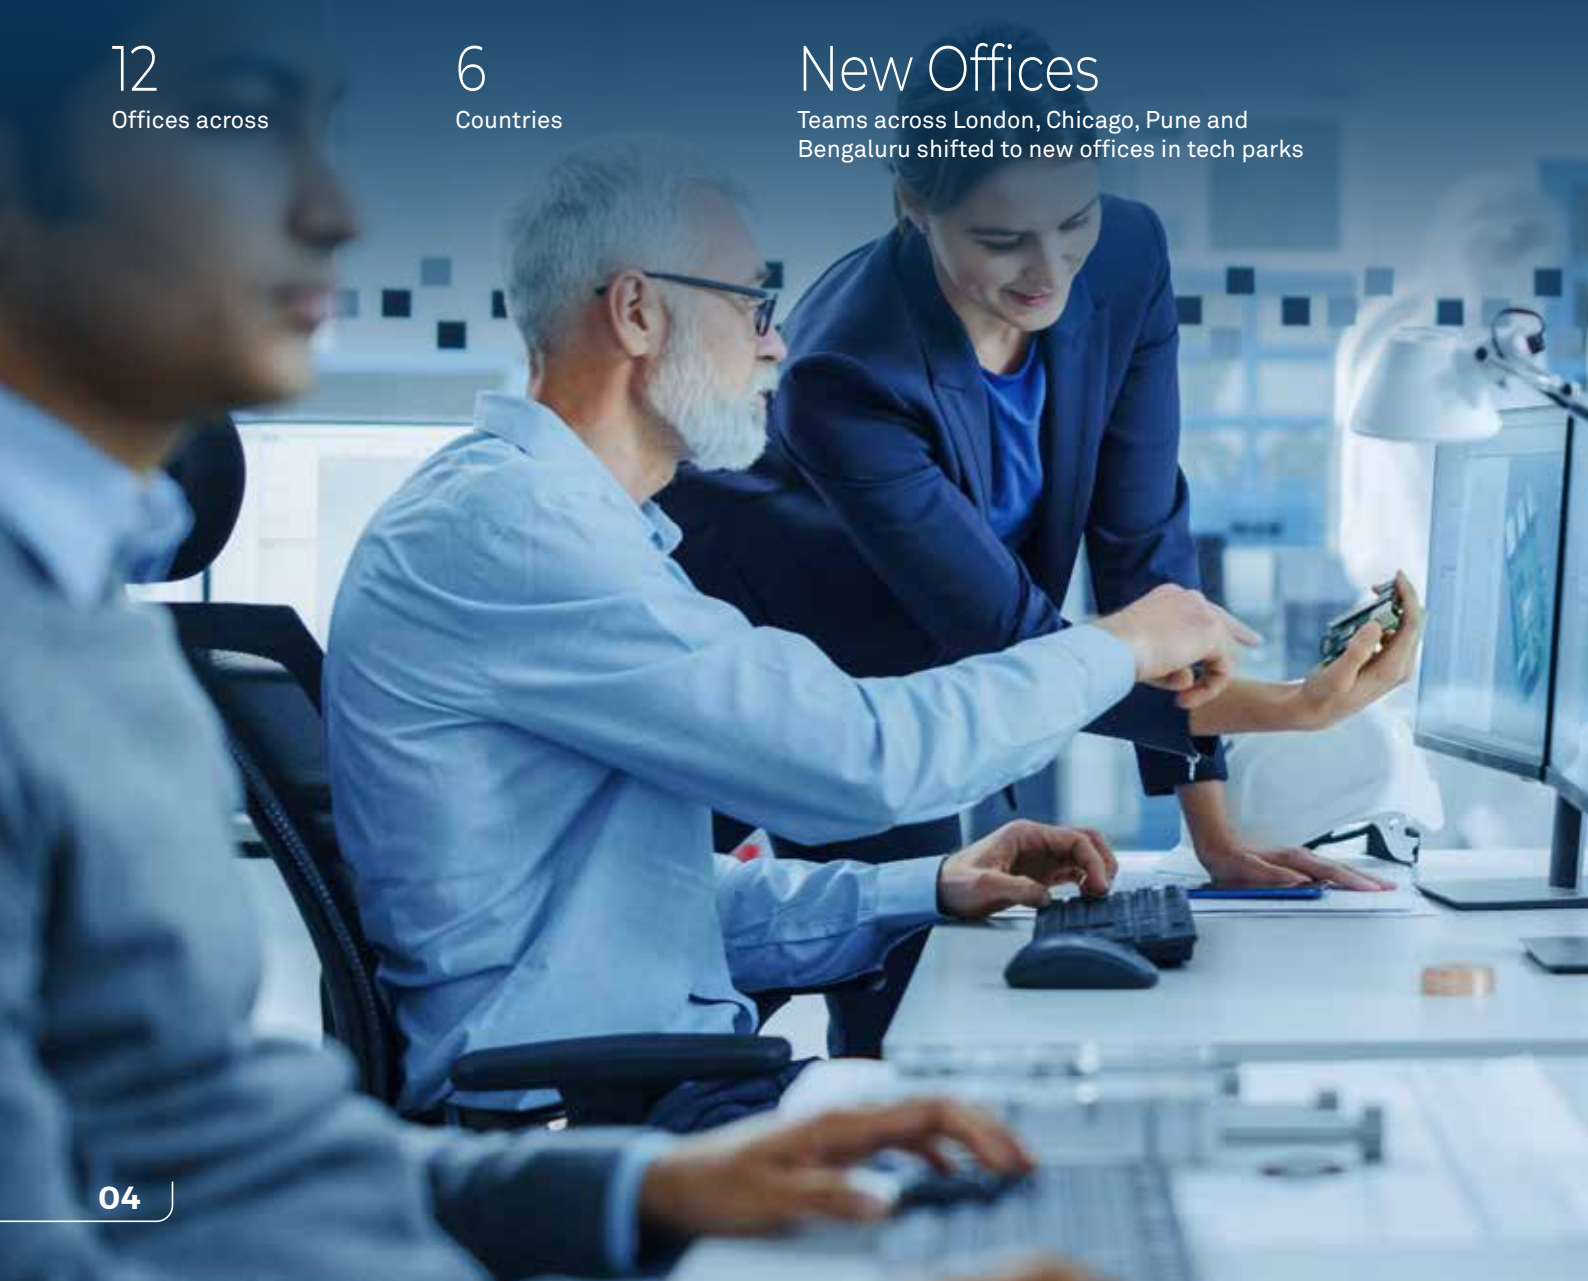 12
Offices across
6
Countries
New Offices
Teams across London, Chicago, Pune and
Bengaluru shifted to new offices in tech parks
04